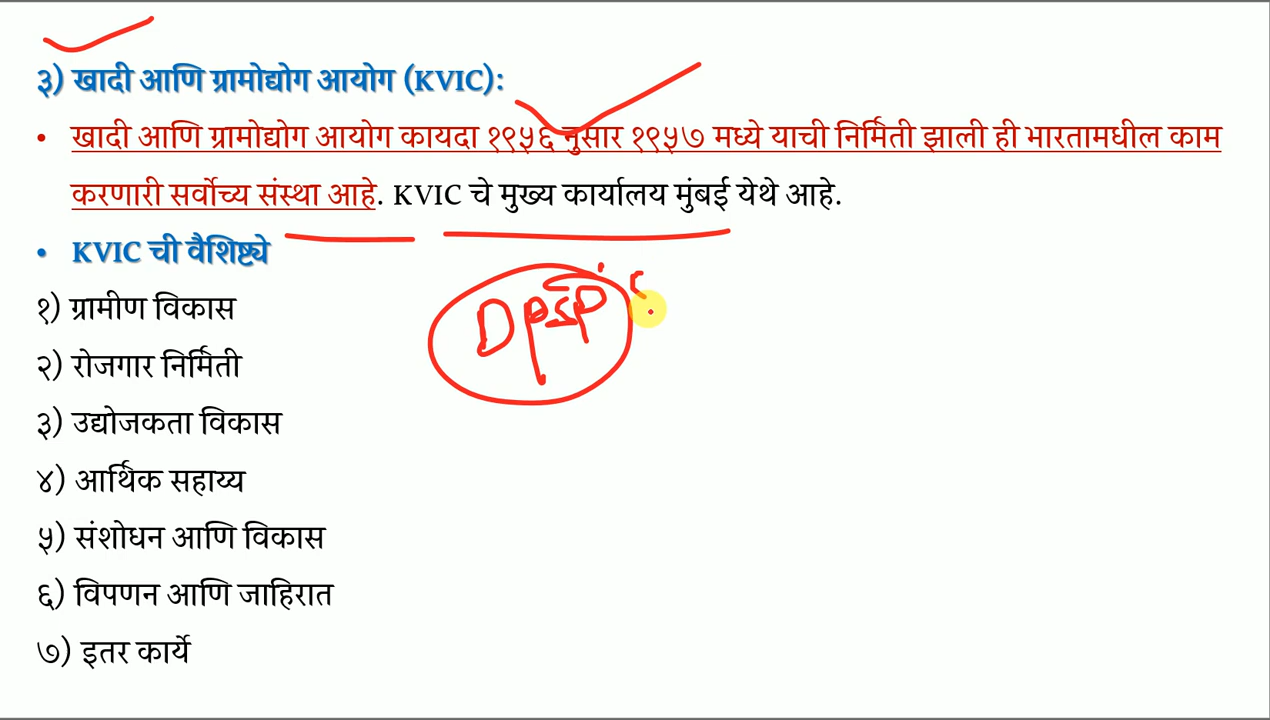 ३) खादी आणि ग्रामोद्योग आयोग (KVIC):
• खादी आणि ग्रामोद्योग आयोग कायदा १९५६ नुसार १९५७ मध्ये याची निर्मिती झाली ही भारतामधील काम
करणारी सर्वोच्य संस्था आहे. KVIC चे मुख्य कार्यालय मुंबई येथे आहे.
• KVIC ची वैशिष्ट्ये
१) ग्रामीण विकास
DPSP
२) रोजगार निर्मिती
३) उद्योजकता विकास
४) आर्थिक सहाय्य
५) संशोधन आणि विकास
६) विपणन आणि जाहिरात
७) इतर कार्ये